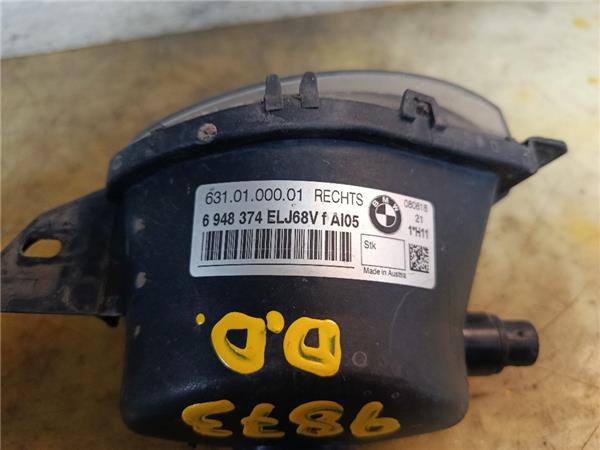 631.01.000.01 RECHTS
6 948 374 ELJ68V f AI05
BMW
080618
21
1*H11
Stk
Made in Austria
D.D.
9873